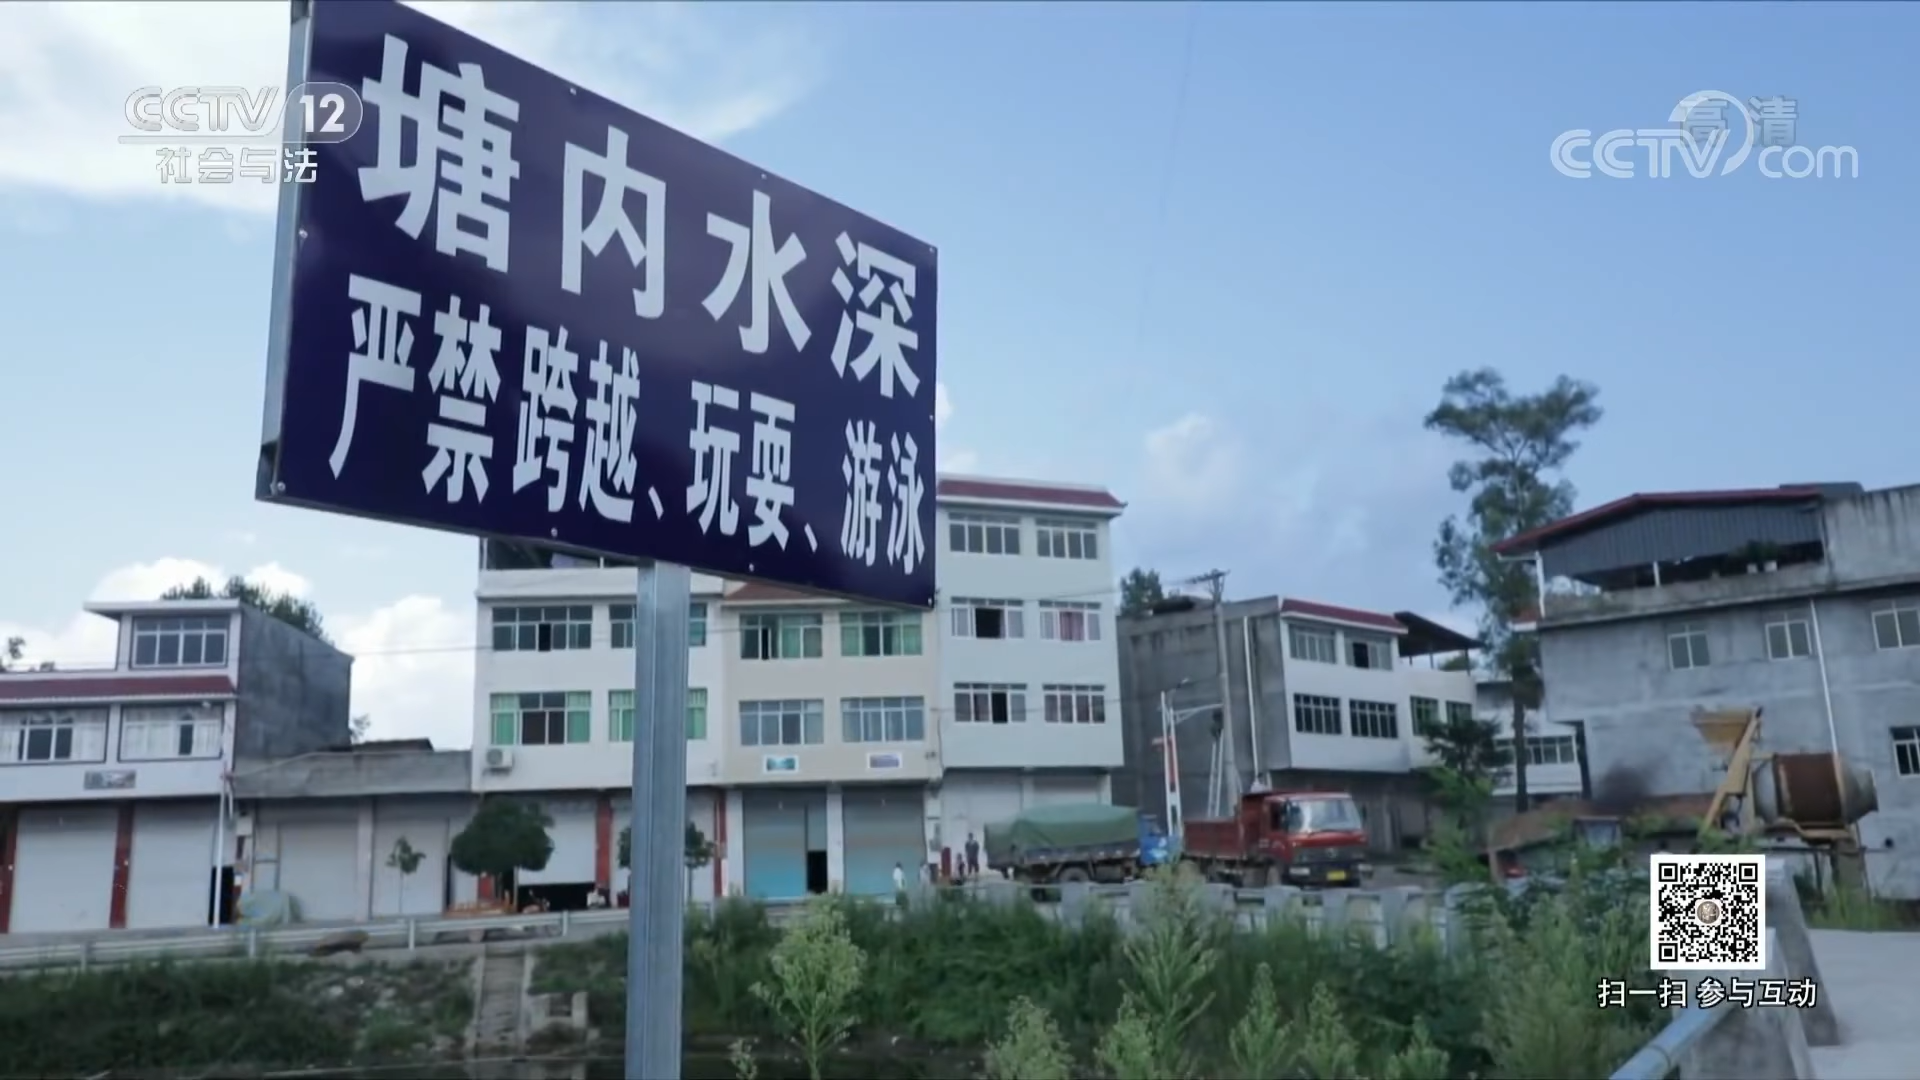 CCTV 12
社会与法
高清
CCTV.com
塘内水深
严禁跨越、玩耍、游泳
扫一扫 参与互动